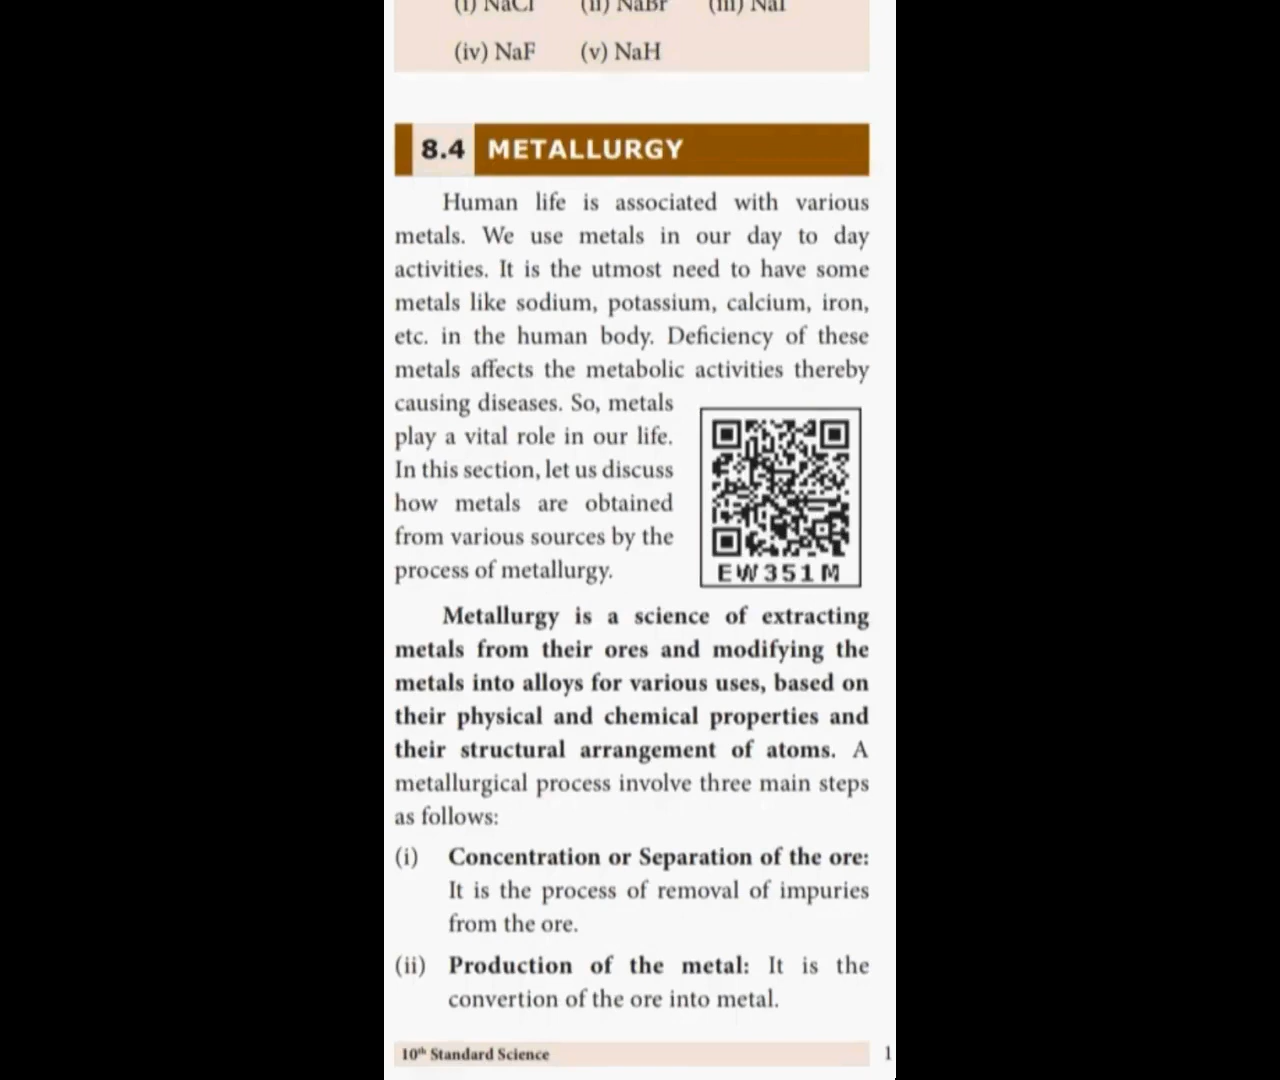 (i) NaCl (ii) NaBr (iii) NaI
(iv) NaF (v) NaH
8.4 METALLURGY
Human life is associated with various
metals. We use metals in our day to day
activities. It is the utmost need to have some
metals like sodium, potassium, calcium, iron,
etc. in the human body. Deficiency of these
metals affects the metabolic activities thereby
causing diseases. So, metals
play a vital role in our life.
In this section, let us discuss
how metals are obtained
from various sources by the
process of metallurgy.
EW351M
Metallurgy is a science of extracting
metals from their ores and modifying the
metals into alloys for various uses, based on
their physical and chemical properties and
their structural arrangement of atoms. A
metallurgical process involve three main steps
as follows:
(i) Concentration or Separation of the ore:
It is the process of removal of impuries
from the ore.
(ii) Production of the metal: It is the
convertion of the ore into metal.
10th Standard Science 1